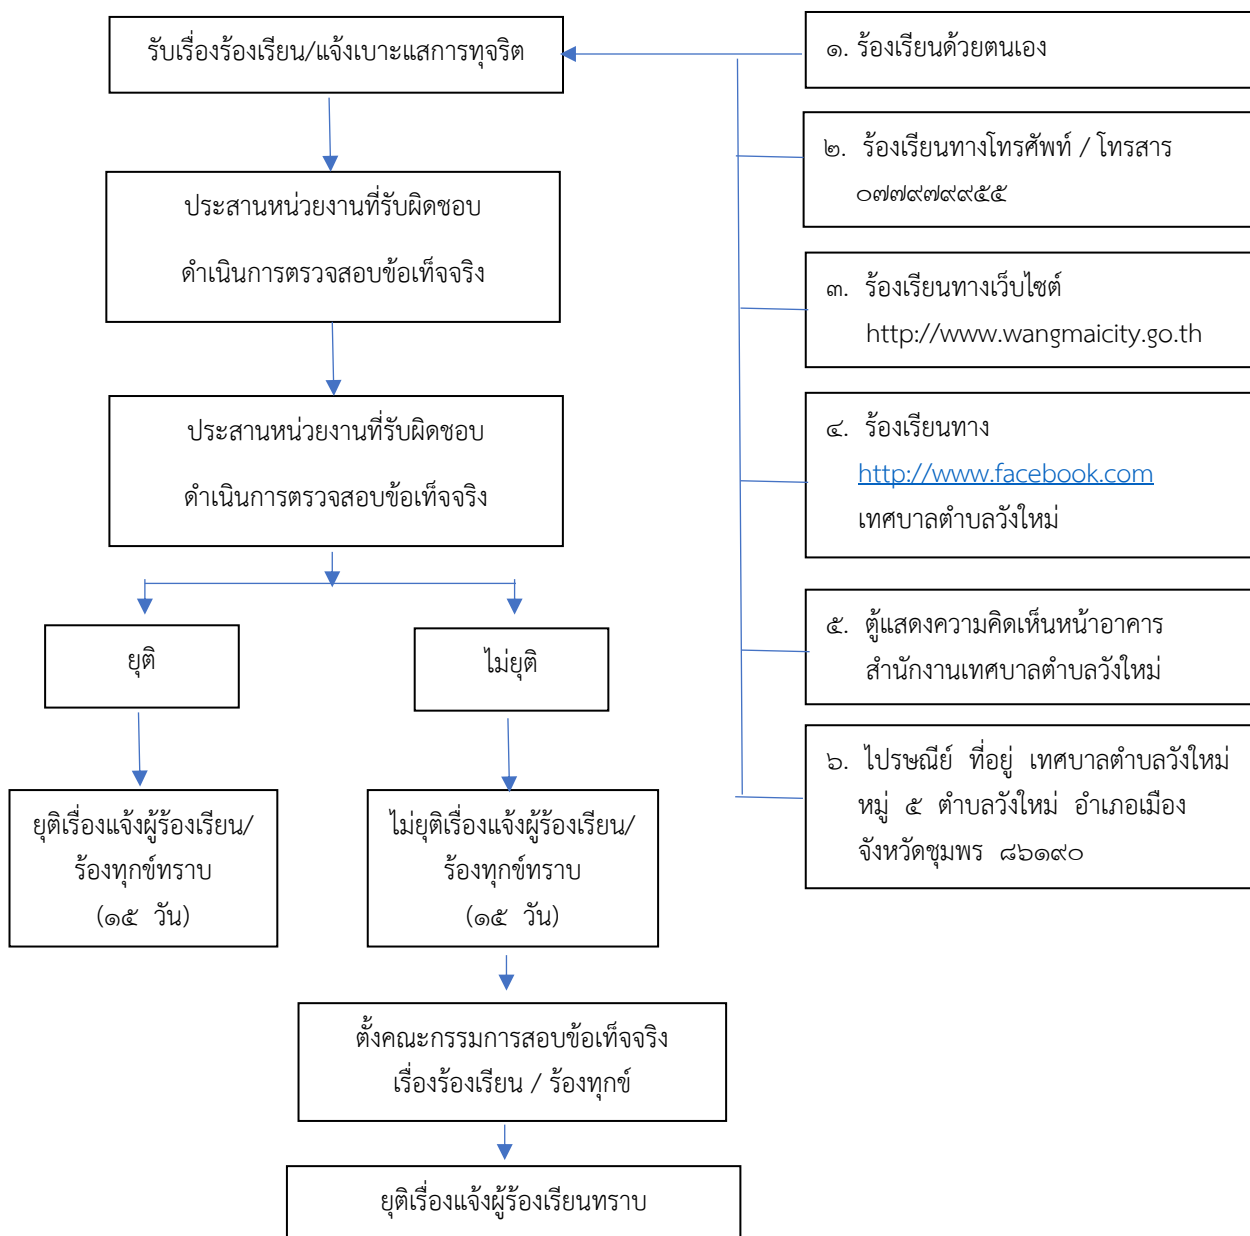 รับเรื่องร้องเรียน/แจ้งเบาะแสการทุจริต
ประสานหน่วยงานที่รับผิดชอบ
ดำเนินการตรวจสอบข้อเท็จจริง
ประสานหน่วยงานที่รับผิดชอบ
ดำเนินการตรวจสอบข้อเท็จจริง
ยุติ
ไม่ยุติ
ยุติเรื่องแจ้งผู้ร้องเรียน/
ร้องทุกข์ทราบ
(๑๕ วัน)
ไม่ยุติเรื่องแจ้งผู้ร้องเรียน/
ร้องทุกข์ทราบ
(๑๕ วัน)
ตั้งคณะกรรมการสอบข้อเท็จจริง
เรื่องร้องเรียน / ร้องทุกข์
ยุติเรื่องแจ้งผู้ร้องเรียนทราบ
๑. ร้องเรียนด้วยตนเอง
๒. ร้องเรียนทางโทรศัพท์ / โทรสาร
๐๗๗๙๗๙๙๕๕
๓. ร้องเรียนทางเว็บไซต์
http://www.wangmaicity.go.th
๔. ร้องเรียนทาง
http://www.facebook.com
เทศบาลตำบลวังใหม่
๕. ตู้แสดงความคิดเห็นหน้าอาคาร
สำนักงานเทศบาลตำบลวังใหม่
๖. ไปรษณีย์ ที่อยู่ เทศบาลตำบลวังใหม่
หมู่ ๕ ตำบลวังใหม่ อำเภอเมือง
จังหวัดชุมพร ๘๖๑๙๐